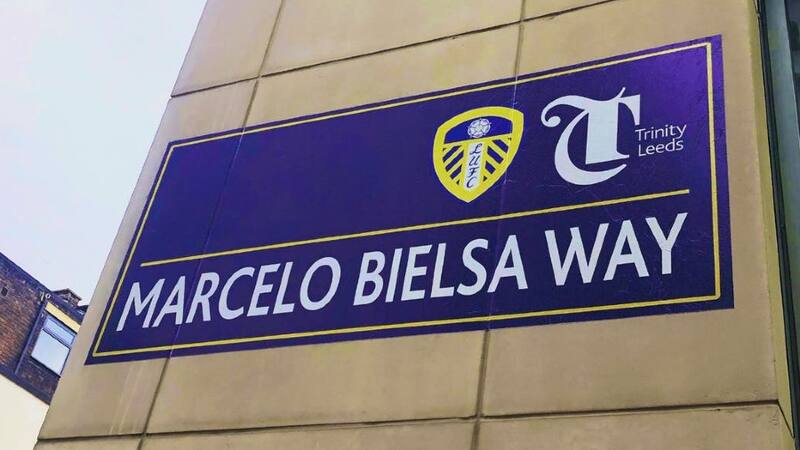 LUFC
T
Trinity
Leeds
MARCELO BIELSA WAY